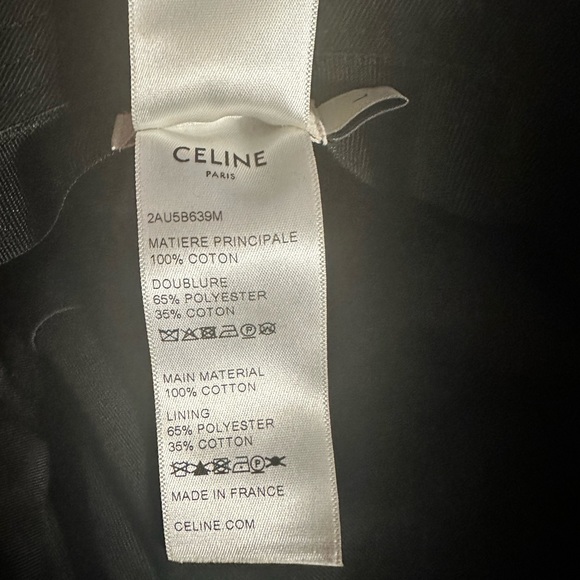 CELINE
PARIS
2AU5B639M
MATIERE PRINCIPALE
100% COTON
DOUBLURE
65% POLYESTER
35% COTON
MAIN MATERIAL
100% COTTON
LINING
65% POLYESTER
35% COTTON
MADE IN FRANCE
CELINE.COM